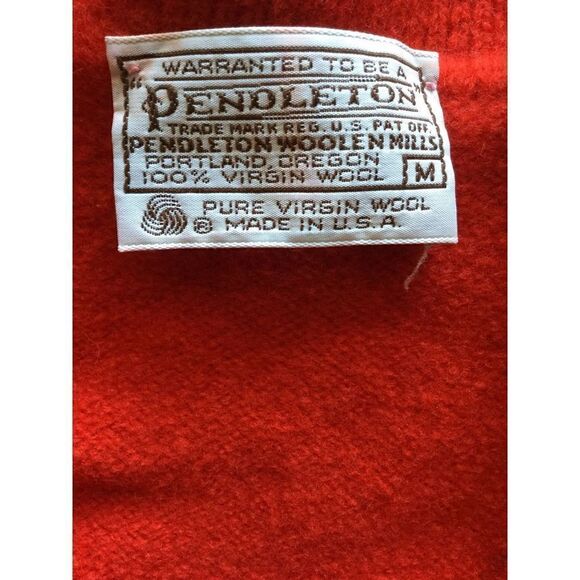 WARRANTED TO BE A
"PENDLETON"
TRADE MARK REG. U.S. PAT OFF.
PENDLETON WOOLEN MILLS
PORTLAND, OREGON
100% VIRGIN WOOL M
PURE VIRGIN WOOL
® MADE IN U.S.A.